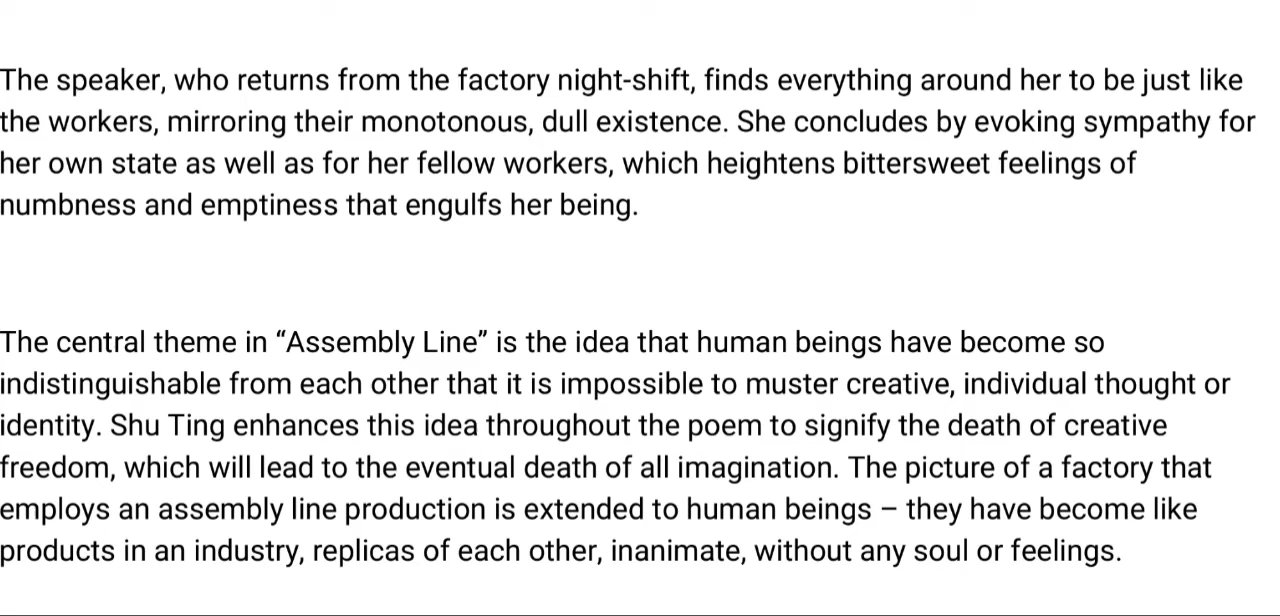 The speaker, who returns from the factory night-shift, finds everything around her to be just like
the workers, mirroring their monotonous, dull existence. She concludes by evoking sympathy for
her own state as well as for her fellow workers, which heightens bittersweet feelings of
numbness and emptiness that engulfs her being.
The central theme in “Assembly Line” is the idea that human beings have become so
indistinguishable from each other that it is impossible to muster creative, individual thought or
identity. Shu Ting enhances this idea throughout the poem to signify the death of creative
freedom, which will lead to the eventual death of all imagination. The picture of a factory that
employs an assembly line production is extended to human beings – they have become like
products in an industry, replicas of each other, inanimate, without any soul or feelings.